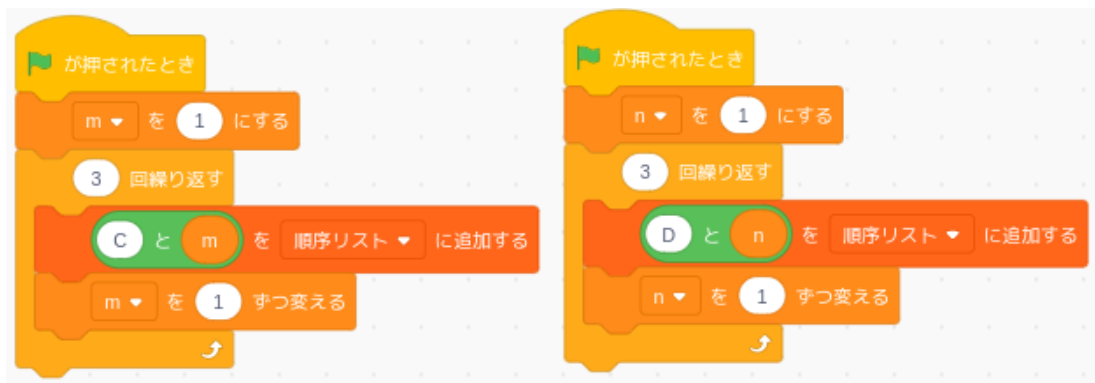 が押されたとき
m を 1 にする
3 回繰り返す
C と m を 順序リスト に追加する
m を 1 ずつ変える
が押されたとき
n を 1 にする
3 回繰り返す
D と n を 順序リスト に追加する
n を 1 ずつ変える